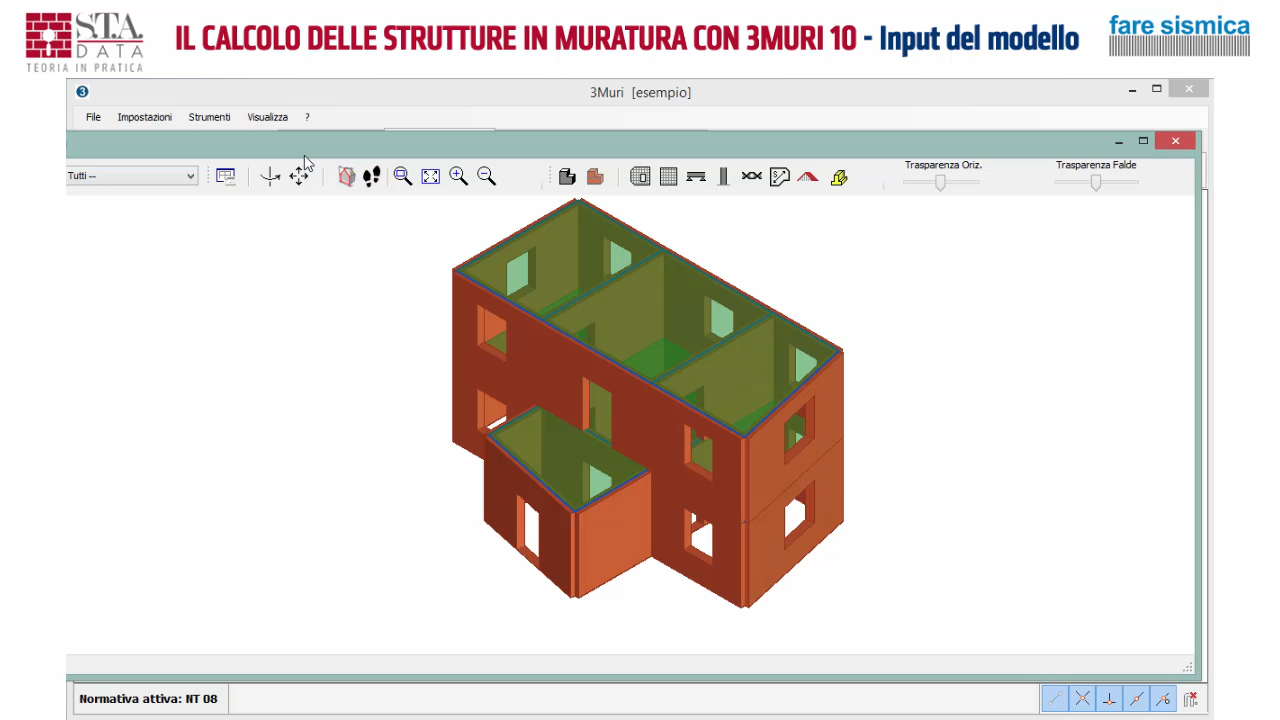 S.T.A.
DATA
TEORIA IN PRATICA
IL CALCOLO DELLE STRUTTURE IN MURATURA CON 3MURI 10 - Input del modello
fare sismica
3
3Muri [esempio]
File Impostazioni Strumenti Visualizza ?
Tutti --
Trasparenza Oriz.
Trasparenza Falde
Normativa attiva: NT 08